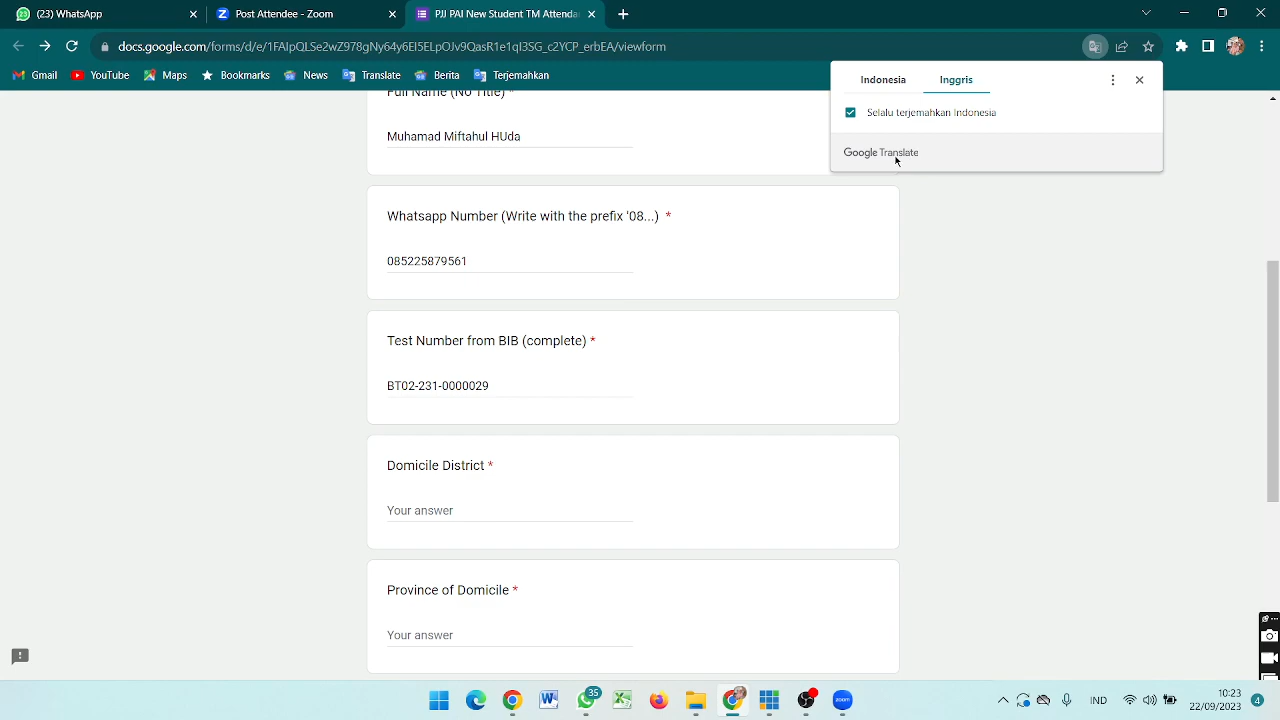 (23) WhatsApp
Post Attendee - Zoom
PJJ PAI New Student TM Attenda
docs.google.com/forms/d/e/1FAIpQLSe2wZ978gNy64y6EI5ELpOJv9QasR1e1qI3SG_c2YCP_erbEA/viewform
Gmail
YouTube
Maps
Bookmarks
News
Translate
Berita
Terjemahkan
Indonesia
Inggris
Selalu terjemahkan Indonesia
Google Translate
Full Name (No Title) *
Muhamad Miftahul HUda
Whatsapp Number (Write with the prefix '08...) *
085225879561
Test Number from BIB (complete) *
BT02-231-0000029
Domicile District *
Your answer
Province of Domicile *
Your answer
35
zoom
IND
10:23
22/09/2023
4